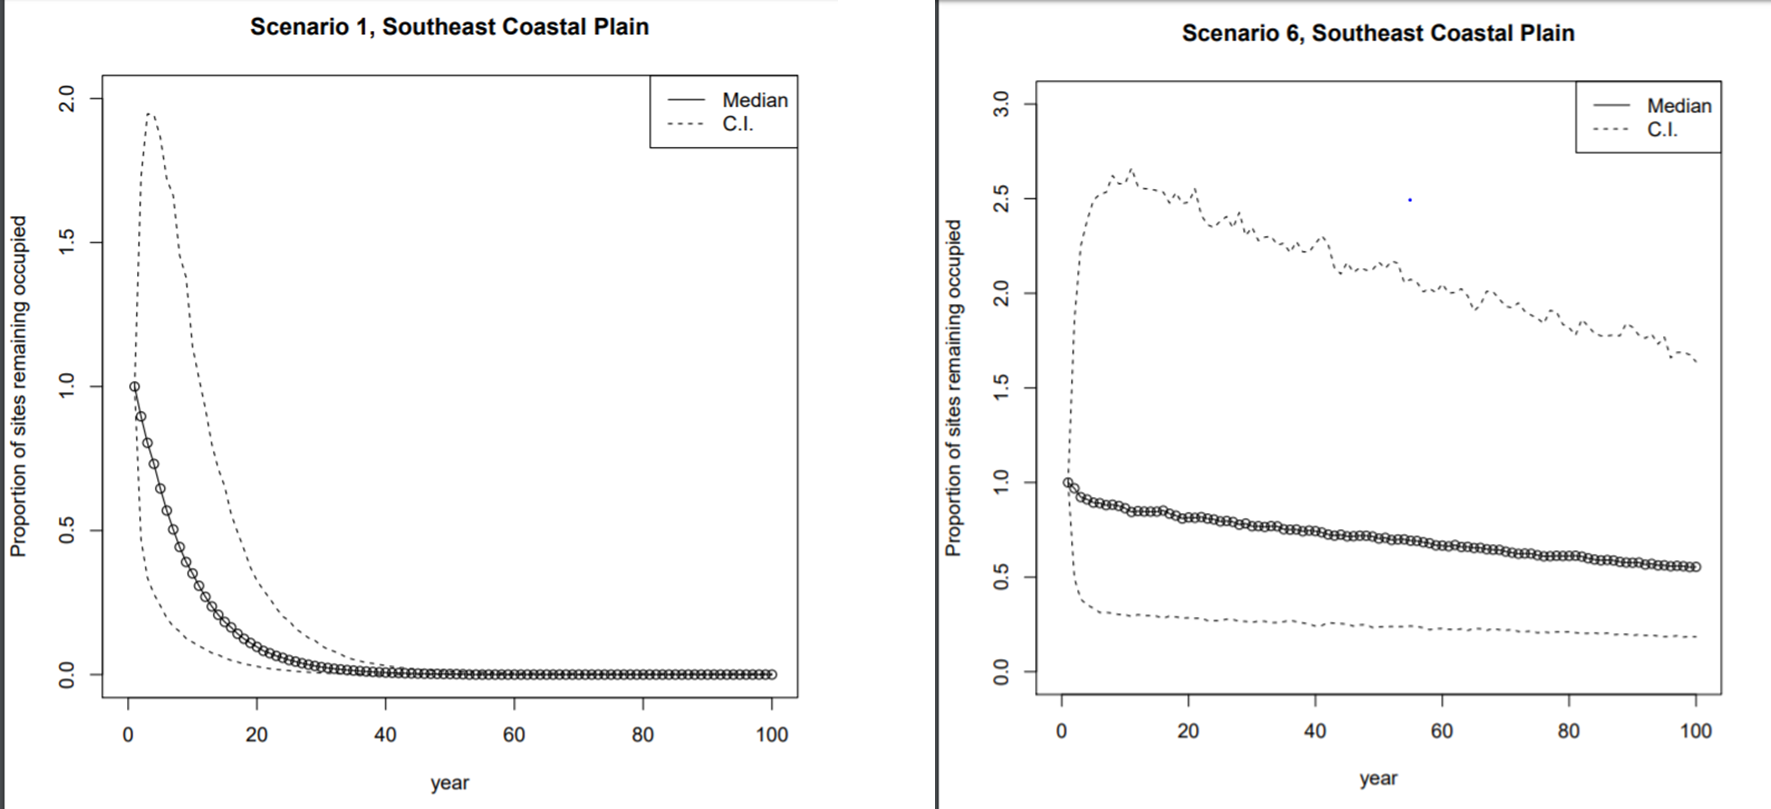 Scenario 1, Southeast Coastal Plain
Median
C.I.
Proportion of sites remaining occupied
2.0
1.5
1.0
0.5
0.0
0 20 40 60 80 100
year
Scenario 6, Southeast Coastal Plain
Median
C.I.
Proportion of sites remaining occupied
3.0
2.5
2.0
1.5
1.0
0.5
0.0
0 20 40 60 80 100
year